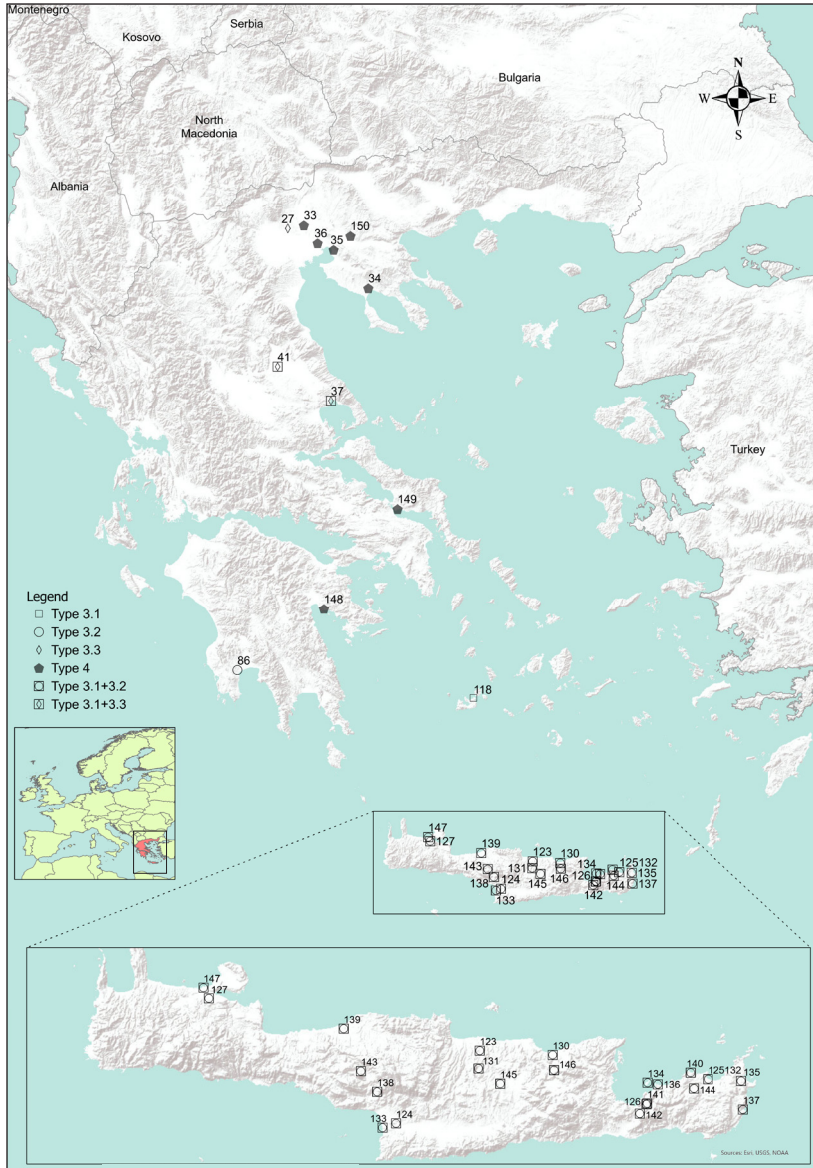 Montenegro
Kosovo
Serbia
Bulgaria
N
W E
S
North
Macedonia
Albania
27
33
36
35
150
34
41
37
Turkey
149
Legend
Type 3.1
Type 3.2
Type 3.3
Type 4
Type 3.1+3.2
Type 3.1+3.3
148
86
118
147
127
139
123
130
143
131
134
125 132
138
124
145
146
126
135
144
137
133
142
147
127
139
123
130
131
146
143
145
138
133
124
134
136
140
125 132
135
144
141
126
142
137
Sources: Esri, USGS, NOAA